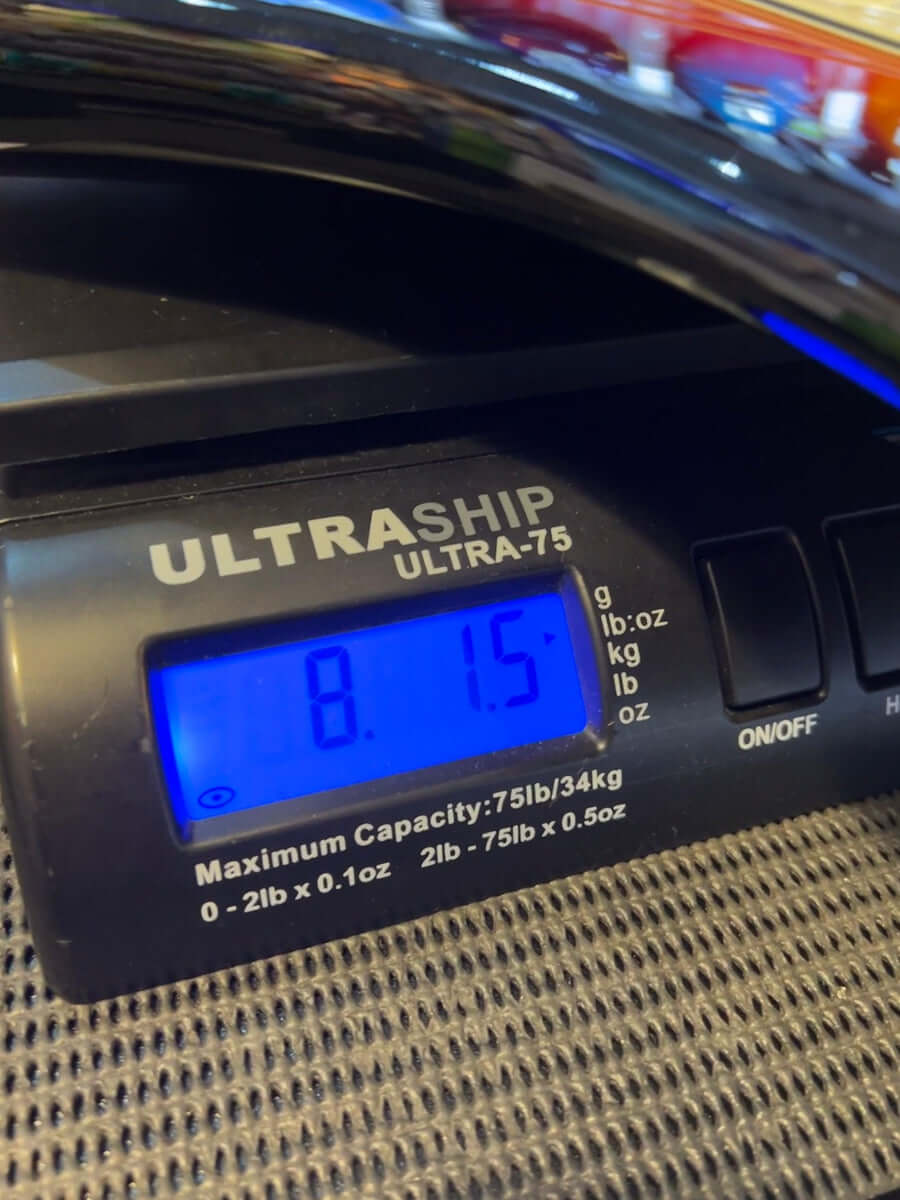 ULTRASHIP
ULTRA-75
8. 1.5
g
lb:oz
kg
lb
oz
ON/OFF
Maximum Capacity:75lb/34kg
0 - 2lb x 0.1oz 2lb - 75lb x 0.5oz